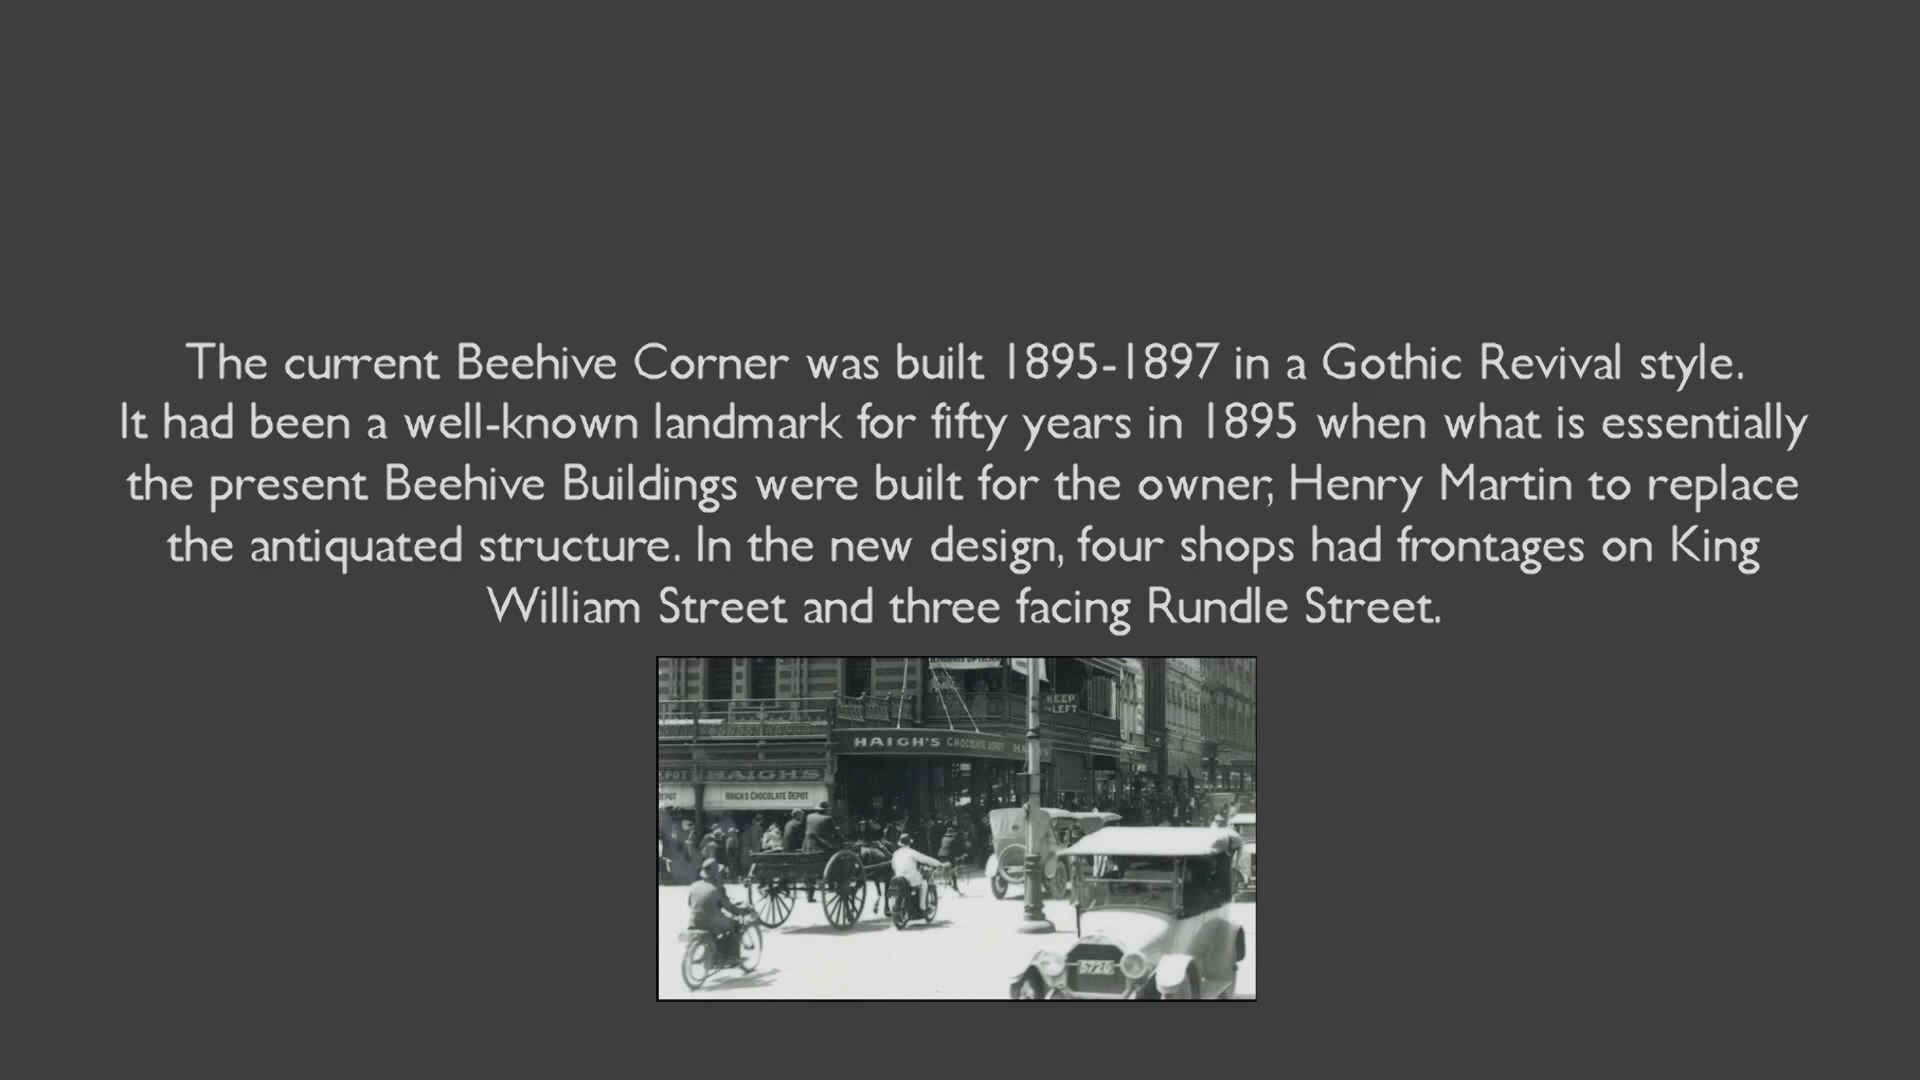 The current Beehive Corner was built 1895-1897 in a Gothic Revival style.
It had been a well-known landmark for fifty years in 1895 when what is essentially
the present Beehive Buildings were built for the owner, Henry Martin to replace
the antiquated structure. In the new design, four shops had frontages on King
William Street and three facing Rundle Street.
KEEP
TO LEFT
HAIGH'S CHOCOLATE DEPOT
HAIGH'S
HAIGH'S CHOCOLATE DEPOT